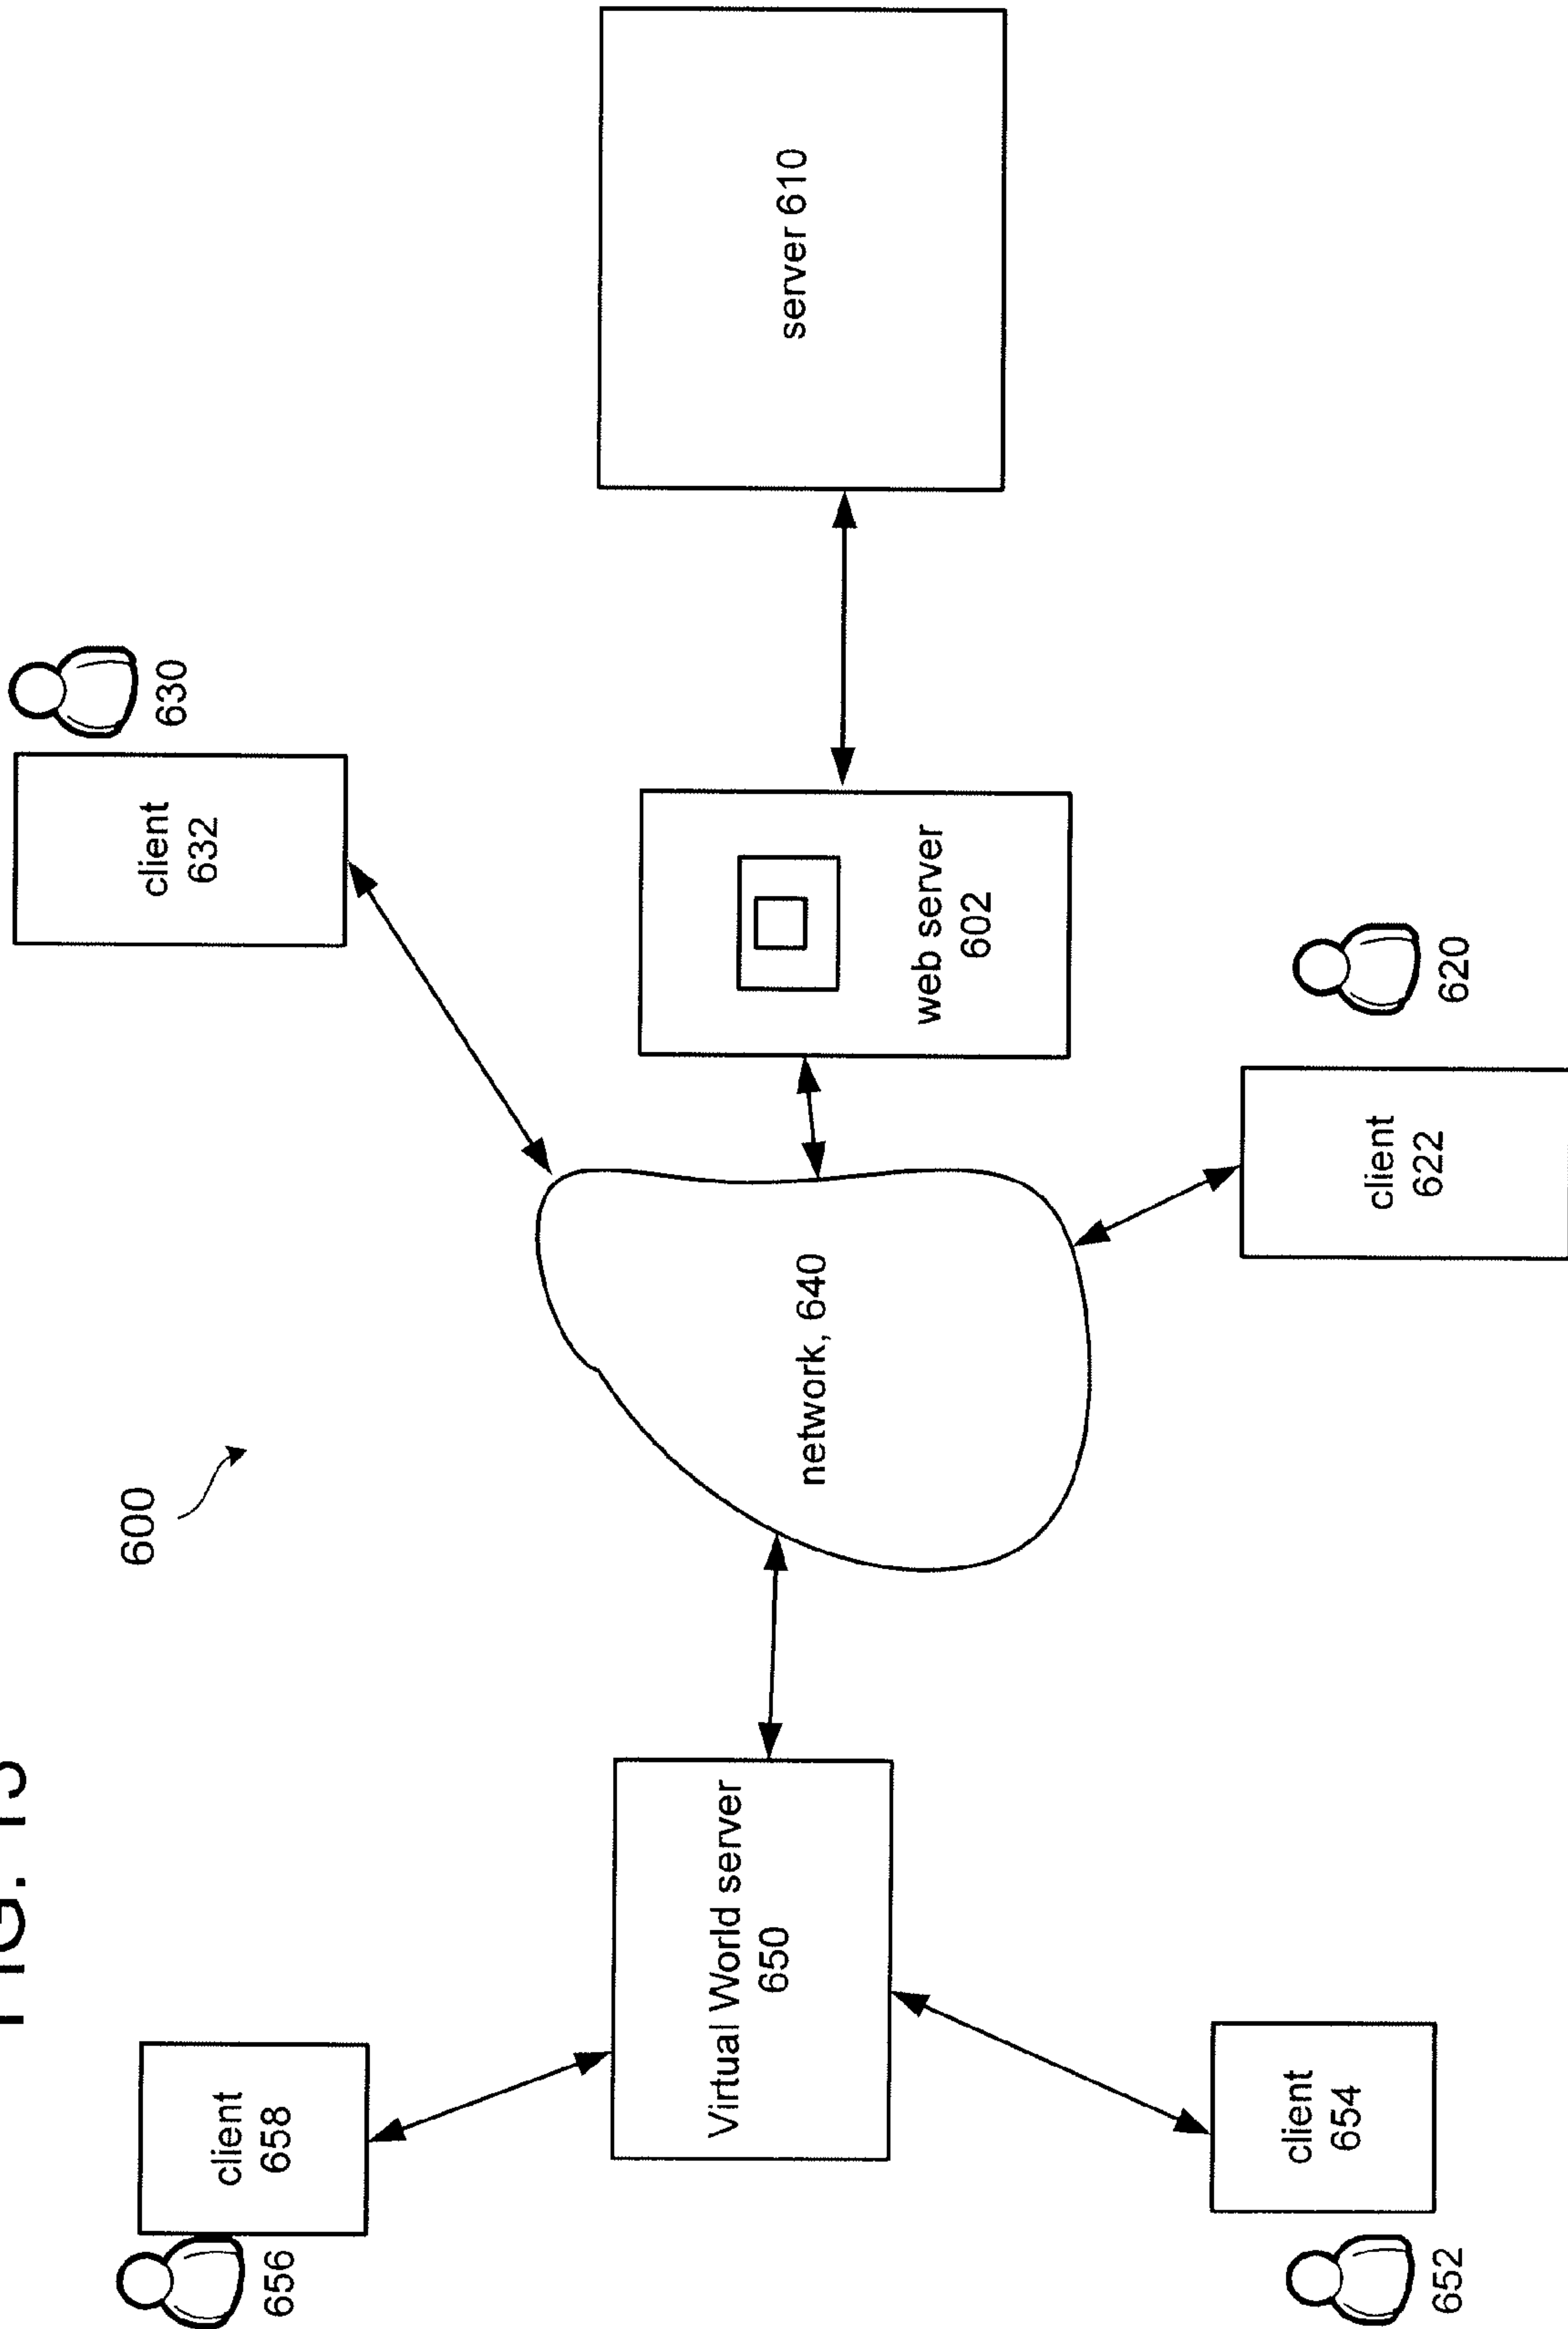 FIG.
600
client
632
630
client
658
656
Virtual World server
650
network, 640
web server
602
server 610
client
654
652
client
622
620